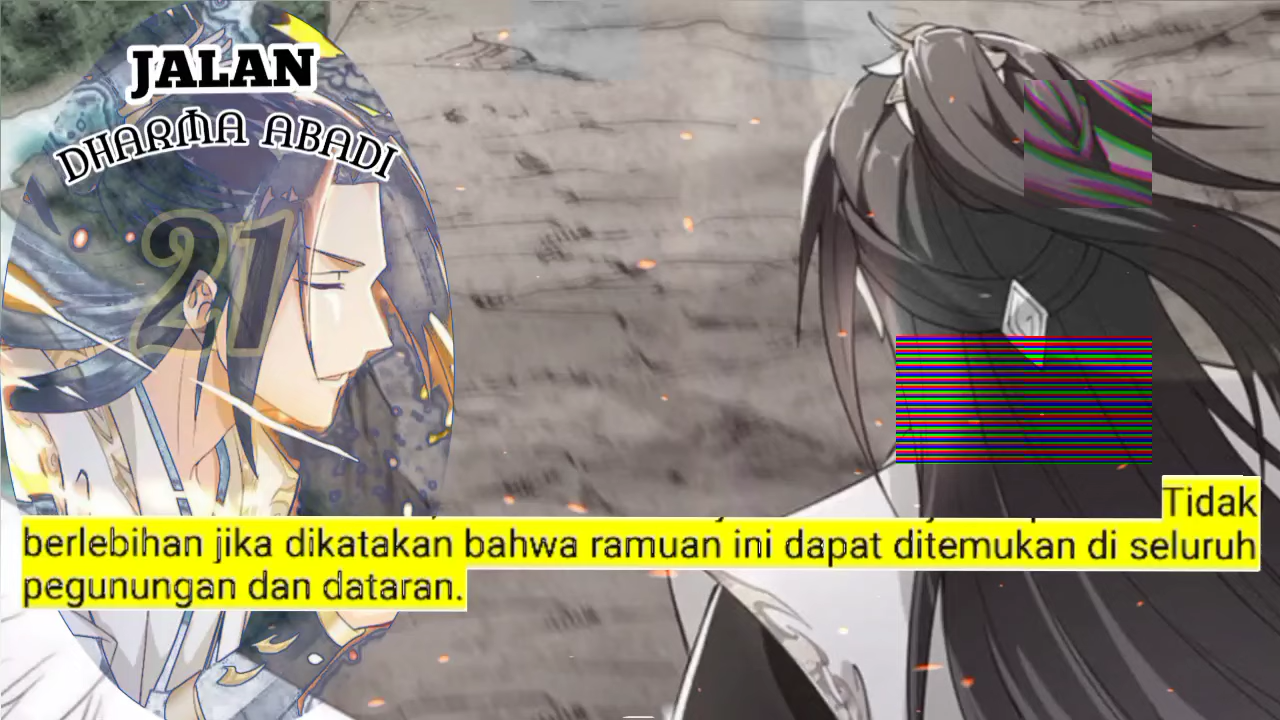 JALAN
DHARMA ABADI
21
Tidak
berlebihan jika dikatakan bahwa ramuan ini dapat ditemukan di seluruh
pegunungan dan dataran.